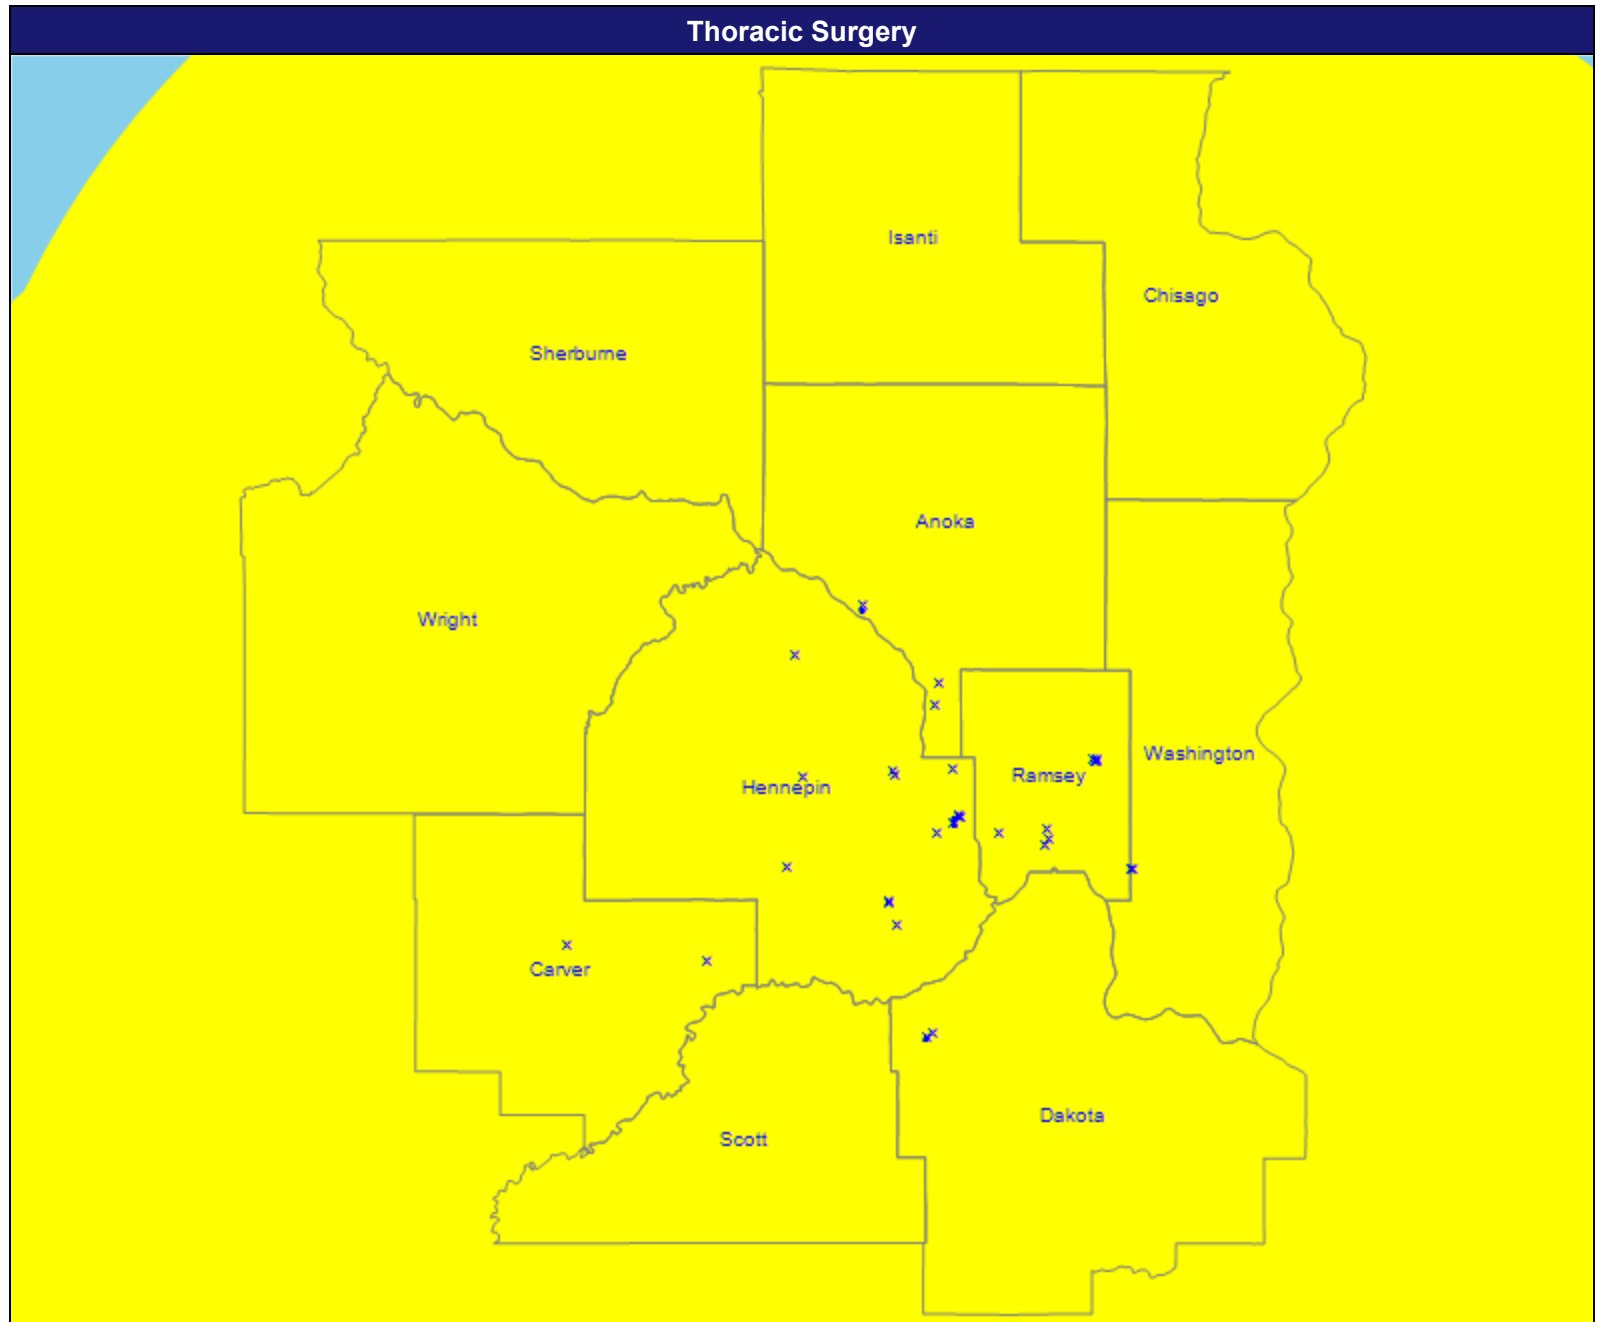 Thoracic Surgery
Isanti
Chisago
Sherburne
Anoka
Wright
Washington
Ramsey
Hennepin
Carver
Dakota
Scott